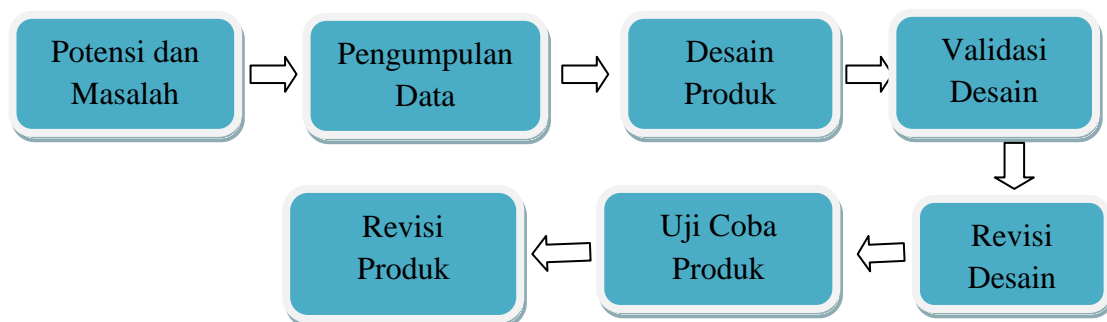 Potensi dan
Masalah
Pengumpulan
Data
Desain
Produk
Validasi
Desain
Revisi
Desain
Uji Coba
Produk
Revisi
Produk